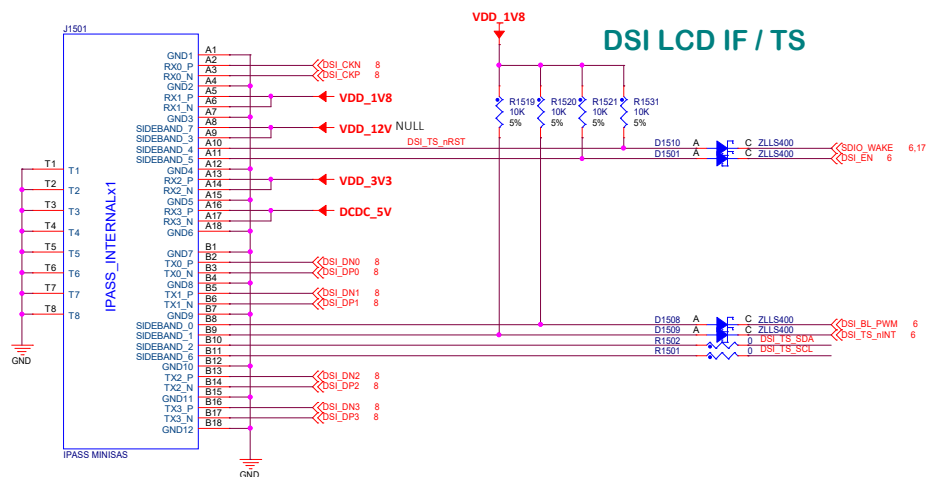 VDD_1V8
DSI LCD IF / TS
J1501
IPASS_INTERNALx1
GND1 A1
RX0_P A2 DSI_CKN 8
RX0_N A3 DSI_CKP 8
GND2 A4
RX1_P A5 VDD_1V8
RX1_N A6
GND3 A7
SIDEBAND_7 A8 VDD_12V NULL
SIDEBAND_3 A9
SIDEBAND_4 A10 DSI_TS_nRST
SIDEBAND_5 A11
GND4 A12
RX2_P A13 VDD_3V3
RX2_N A14
GND5 A15
RX3_P A16 DCDC_5V
RX3_N A17
GND6 A18
GND7 B1
TX0_P B2 DSI_DN0 8
TX0_N B3 DSI_DP0 8
GND8 B4
TX1_P B5 DSI_DN1 8
TX1_N B6 DSI_DP1 8
GND9 B7
SIDEBAND_0 B8
SIDEBAND_1 B9
SIDEBAND_2 B10
SIDEBAND_6 B11
GND10 B12
TX2_P B13 DSI_DN2 8
TX2_N B14 DSI_DP2 8
GND11 B15
TX3_P B16 DSI_DN3 8
TX3_N B17 DSI_DP3 8
GND12 B18
T1 T1
T2 T2
T3 T3
T4 T4
T5 T5
T6 T6
T7 T7
T8 T8
GND
IPASS MINISAS
GND
R1519 R1520 R1521 R1531
10K 10K 10K 10K
5% 5% 5% 5%
D1510 A C ZLLS400 SDIO_WAKE 6,17
D1501 A C ZLLS400 DSI_EN 6
D1508 A C ZLLS400 DSI_BL_PWM 6
D1509 A C ZLLS400 DSI_TS_nINT 6
R1502 0 DSI_TS_SDA
R1501 0 DSI_TS_SCL